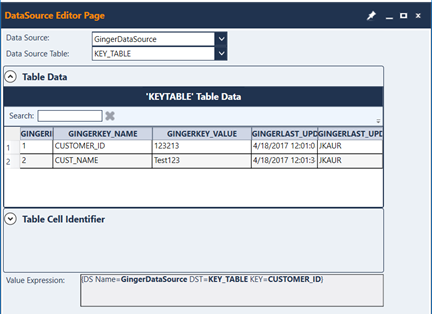 DataSource Editor Page
Data Source: GingerDataSource
Data Source Table: KEY_TABLE
Table Data
'KEYTABLE' Table Data
Search:
GINGERI GINGERKEY_NAME GINGERKEY_VALUE GINGERLAST_UPD GINGERLAST_UPD
1 1 CUSTOMER_ID 123213 4/18/2017 12:01:0 JKAUR
2 2 CUST_NAME Test123 4/18/2017 12:01:3 JKAUR
Table Cell Identifier
Value Expression: {DS Name=GingerDataSource DST=KEY_TABLE KEY=CUSTOMER_ID}